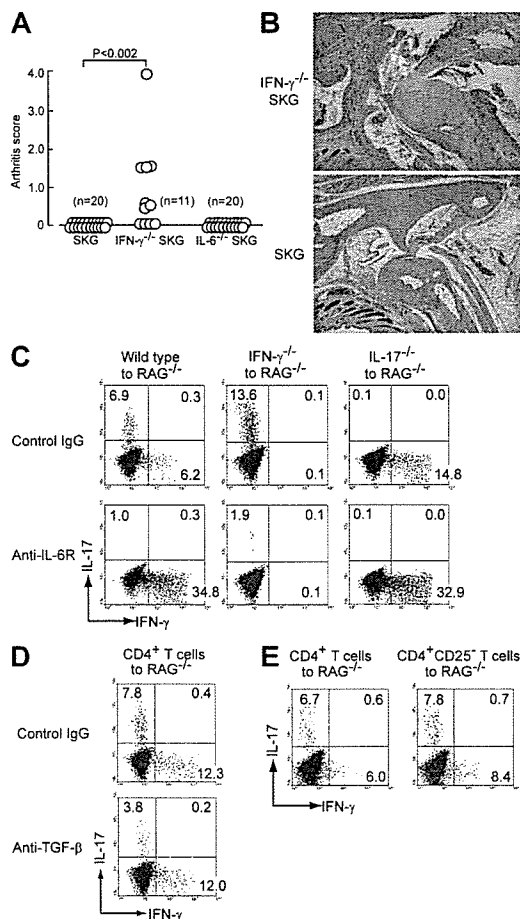 A
P<0.002
4.0
3.0
2.0
1.0
0
Arthritis score
(n=20)
(n=11)
(n=20)
SKG
IFN-γ-/- SKG
IL-6-/- SKG
B
IFN-γ-/-
SKG
SKG
C
Wild type
to RAG-/-
IFN-γ-/-
to RAG-/-
IL-17-/-
to RAG-/-
Control IgG
6.9 0.3
6.2
13.6 0.1
0.1
0.1 0.0
14.8
Anti-IL-6R
1.0 0.3
34.8
1.9 0.1
0.1
0.1 0.0
32.9
IL-17
IFN-γ
D
CD4+ T cells
to RAG-/-
Control IgG
7.8 0.4
12.3
Anti-TGF-β
3.8 0.2
12.0
IL-17
IFN-γ
E
CD4+ T cells
to RAG-/-
CD4+CD25- T cells
to RAG-/-
6.7 0.6
6.0
7.8 0.7
8.4
IL-17
IFN-γ